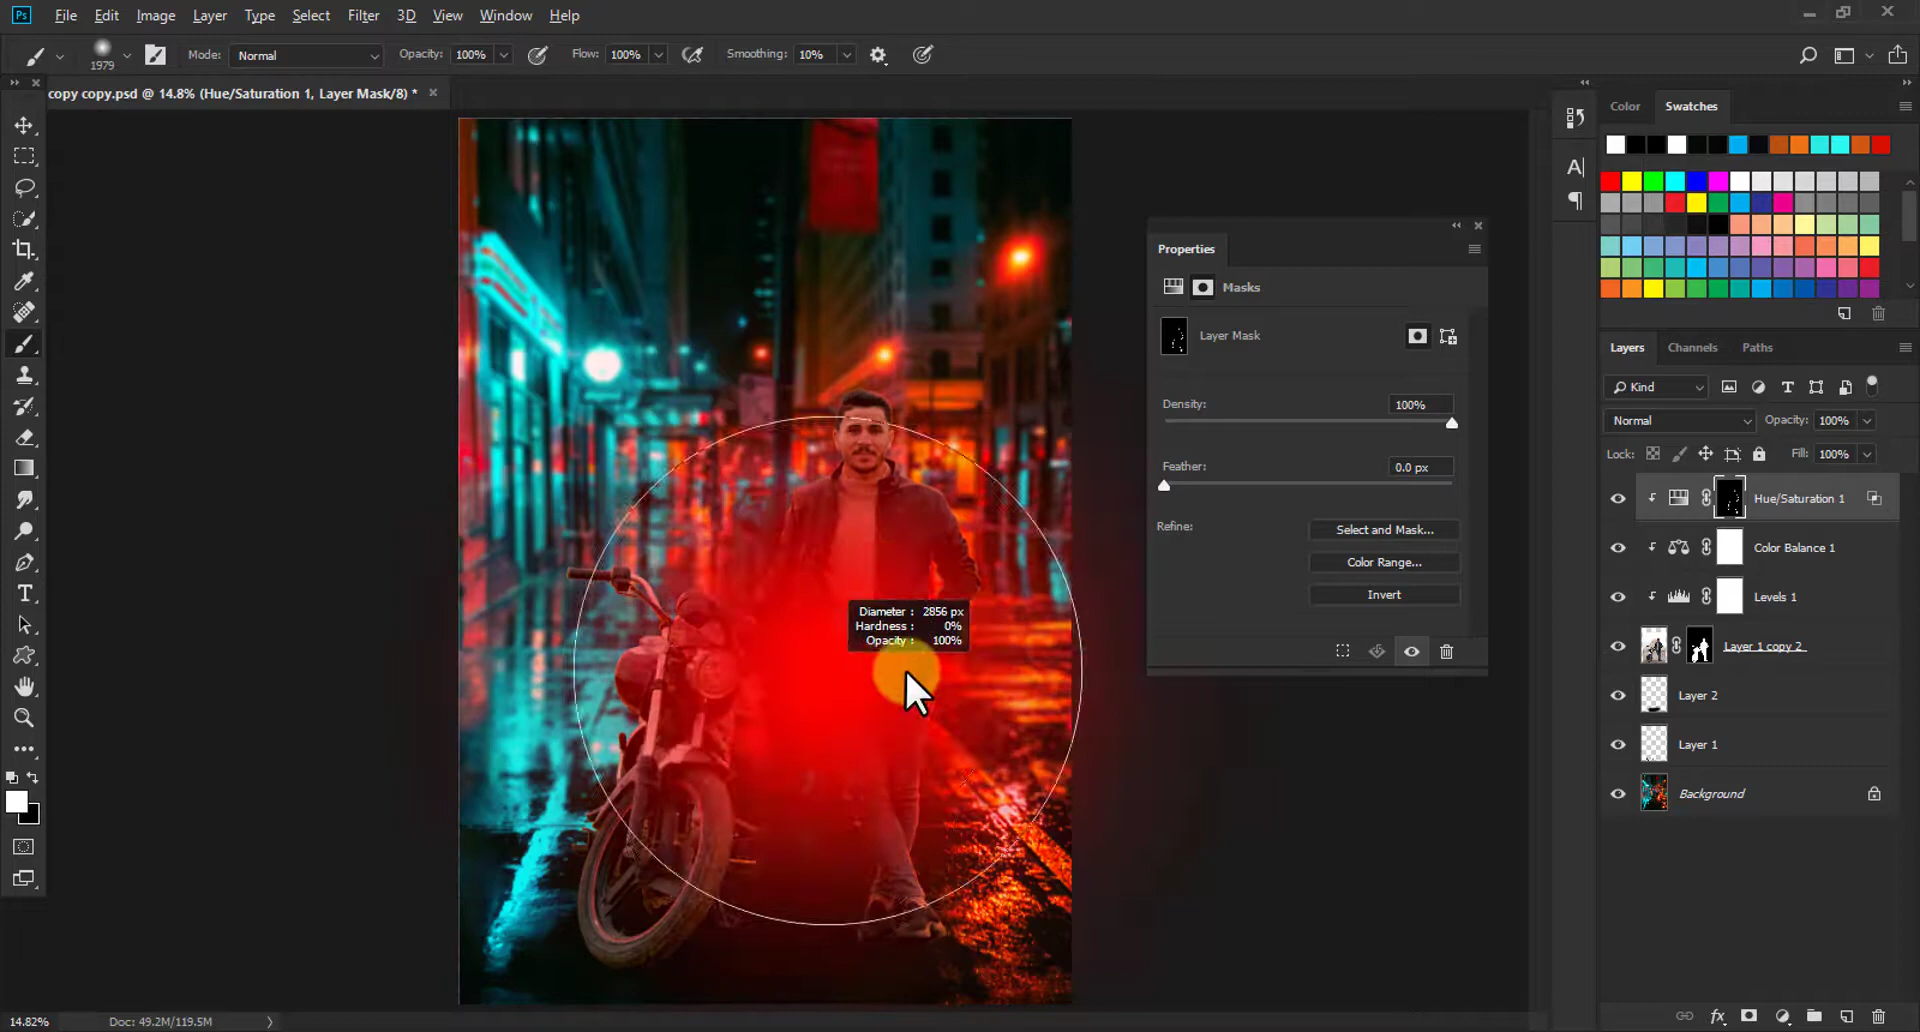 Ps File Edit Image Layer Type Select Filter 3D View Window Help
1979 Mode: Normal Opacity: 100% Flow: 100% Smoothing: 10%
copy copy.psd @ 14.8% (Hue/Saturation 1, Layer Mask/8) *
Color Swatches
Properties
Masks
Layer Mask
Density: 100%
Feather: 0.0 px
Refine: Select and Mask...
Color Range...
Invert
Diameter : 2856 px
Hardness : 0%
Opacity : 100%
Layers Channels Paths
Kind
Normal Opacity: 100%
Lock: Fill: 100%
Hue/Saturation 1
Color Balance 1
Levels 1
Layer 1 copy 2
Layer 2
Layer 1
Background
14.82% Doc: 49.2M/119.5M